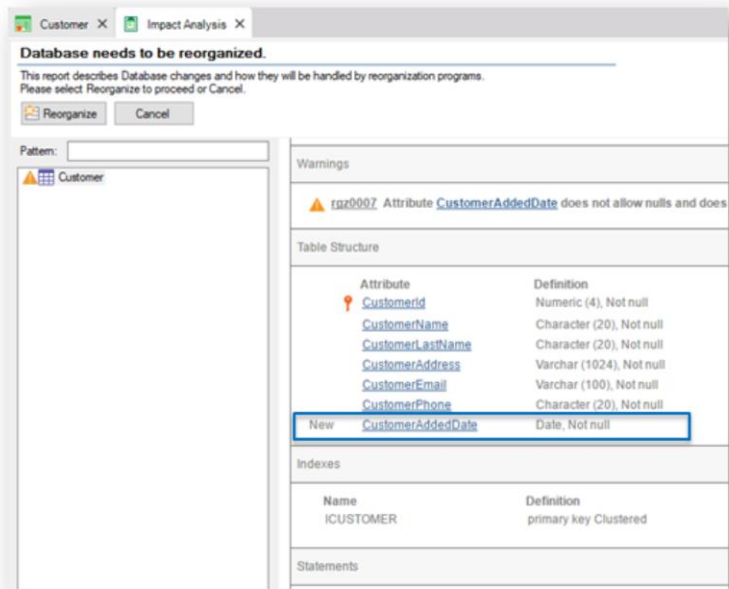 Customer X Impact Analysis X
Database needs to be reorganized.
This report describes Database changes and how they will be handled by reorganization programs.
Please select Reorganize to proceed or Cancel.
Reorganize Cancel
Pattern:
Customer
Warnings
rgz0007 Attribute CustomerAddedDate does not allow nulls and does
Table Structure
Attribute Definition
CustomerId Numeric (4), Not null
CustomerName Character (20), Not null
CustomerLastName Character (20), Not null
CustomerAddress Varchar (1024), Not null
CustomerEmail Varchar (100), Not null
CustomerPhone Character (20), Not null
New CustomerAddedDate Date, Not null
Indexes
Name Definition
ICUSTOMER primary key Clustered
Statements